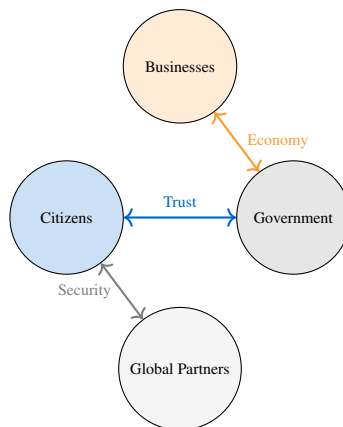 Businesses
Economy
Trust
Citizens
Government
Security
Global Partners